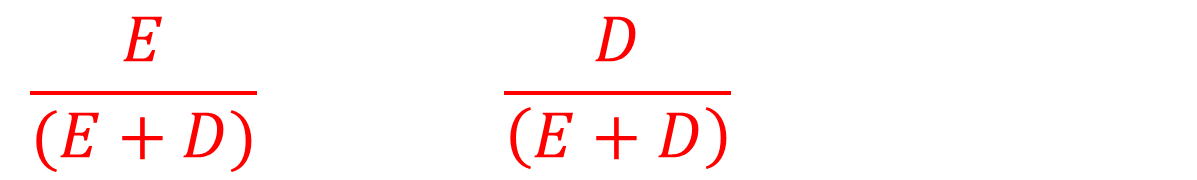 E/(E + D) D/(E + D)